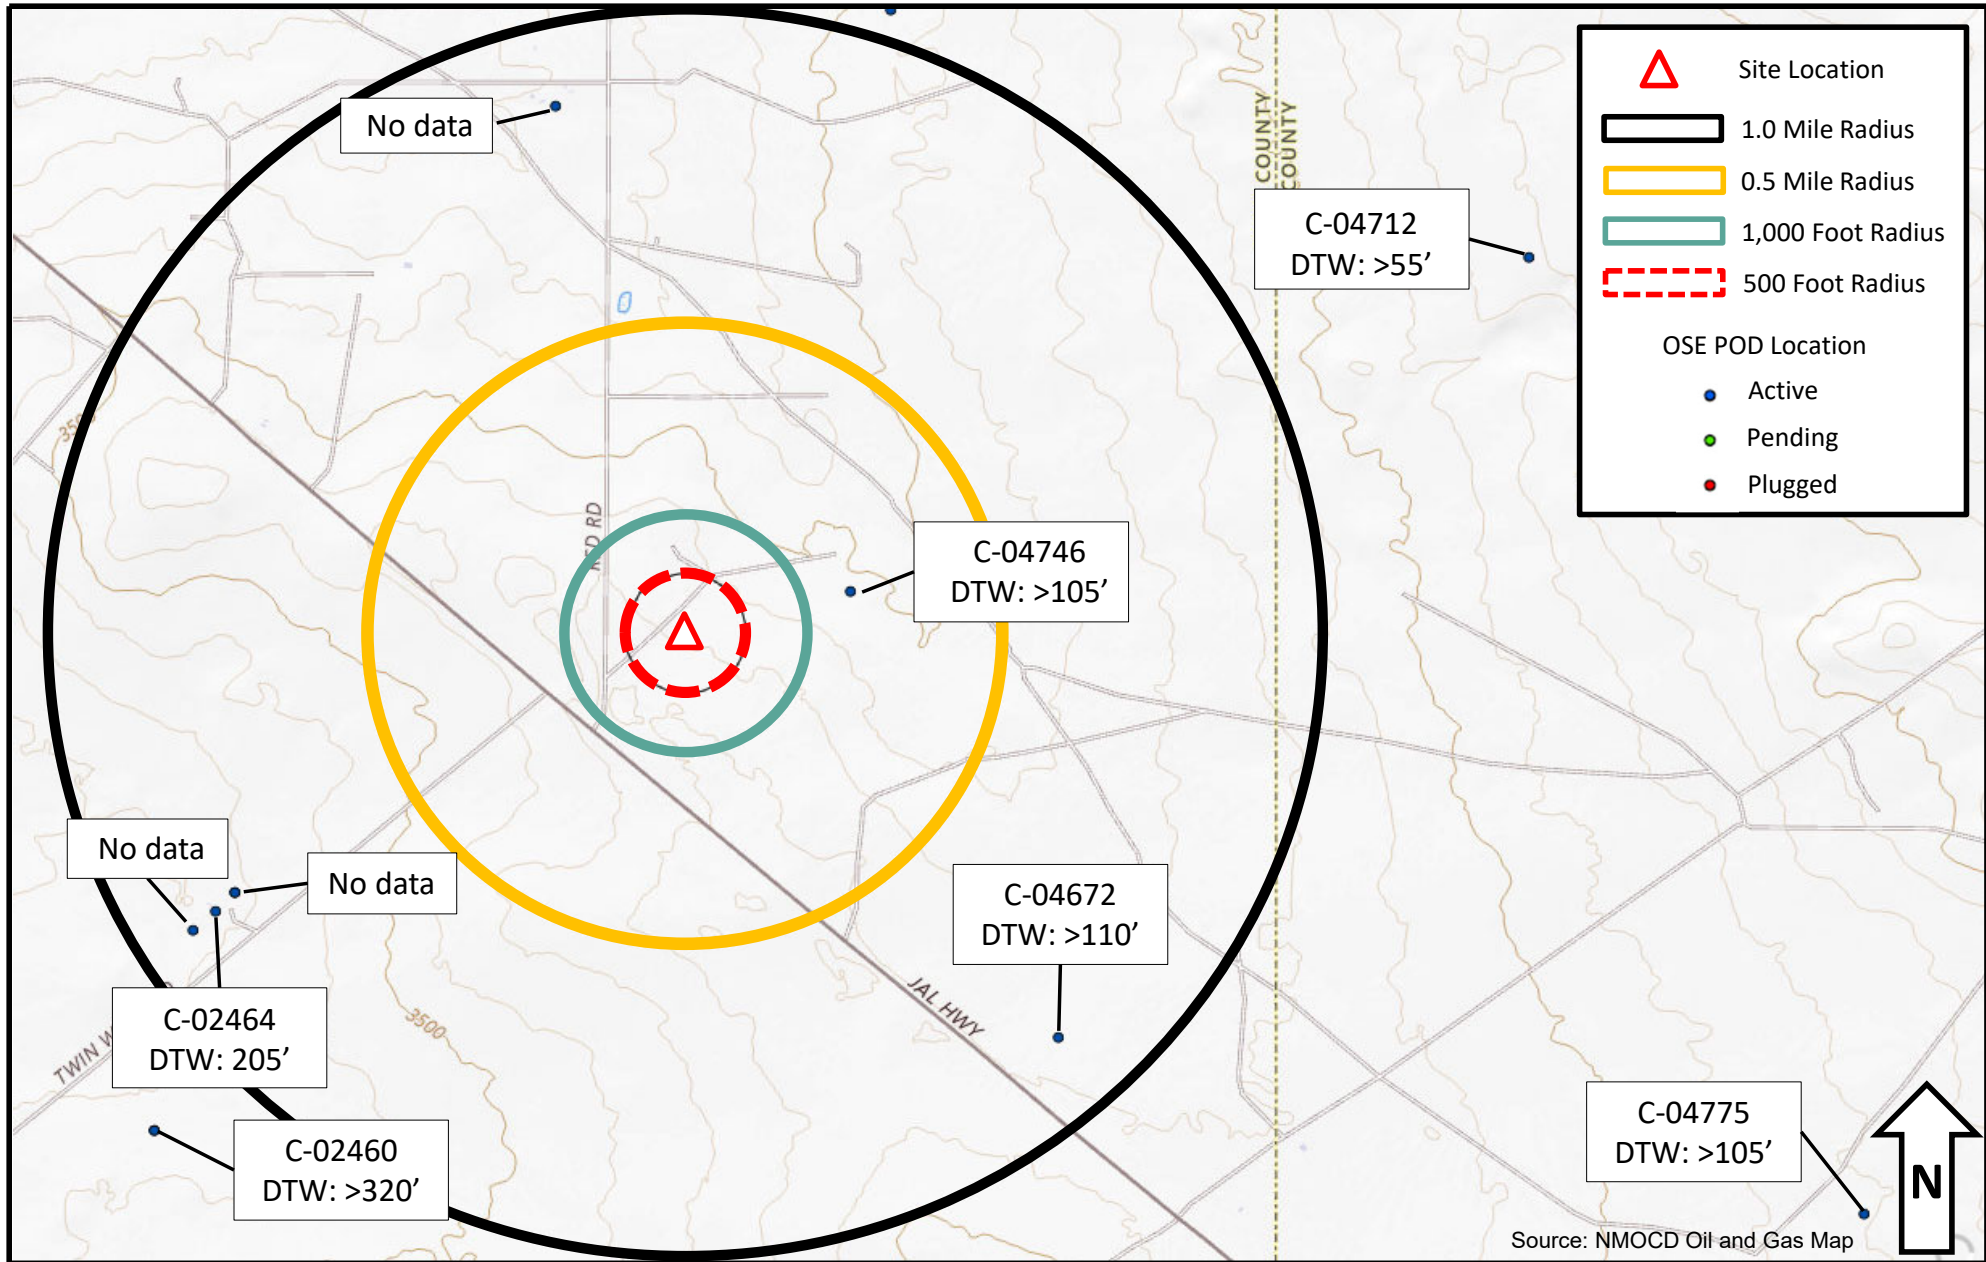 No data
COUNTY
COUNTY
C-04712
DTW: >55’
Site Location
1.0 Mile Radius
0.5 Mile Radius
1,000 Foot Radius
500 Foot Radius
OSE POD Location
Active
Pending
Plugged
RED RD
C-04746
DTW: >105’
No data
No data
C-04672
DTW: >110’
C-02464
DTW: 205’
3500
JAL HWY
TWIN
C-02460
DTW: >320’
C-04775
DTW: >105’
N
Source: NMOCD Oil and Gas Map